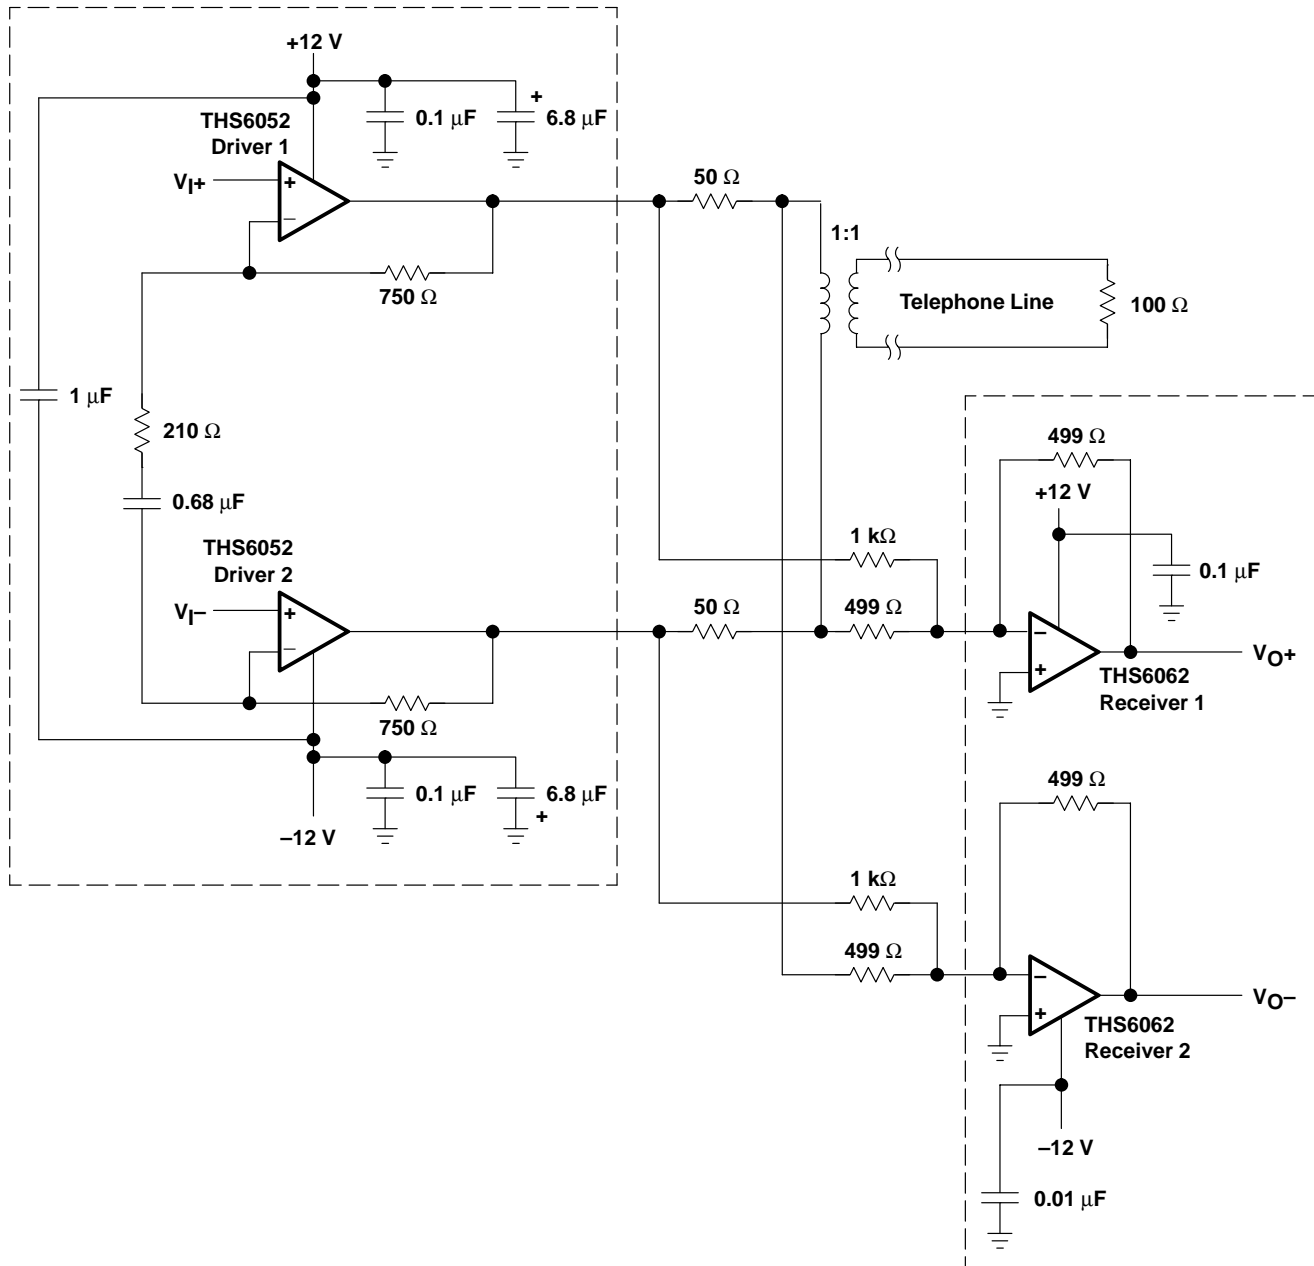 +12 V
THS6052
Driver 1
0.1 μF
+
6.8 μF
VI+
+
−
750 Ω
50 Ω
1:1
Telephone Line
100 Ω
1 μF
210 Ω
0.68 μF
THS6052
Driver 2
VI−
+
−
750 Ω
0.1 μF
6.8 μF
+
−12 V
50 Ω
1 kΩ
499 Ω
499 Ω
+12 V
0.1 μF
−
+
THS6062
Receiver 1
VO+
499 Ω
1 kΩ
499 Ω
−
+
THS6062
Receiver 2
VO−
−12 V
0.01 μF